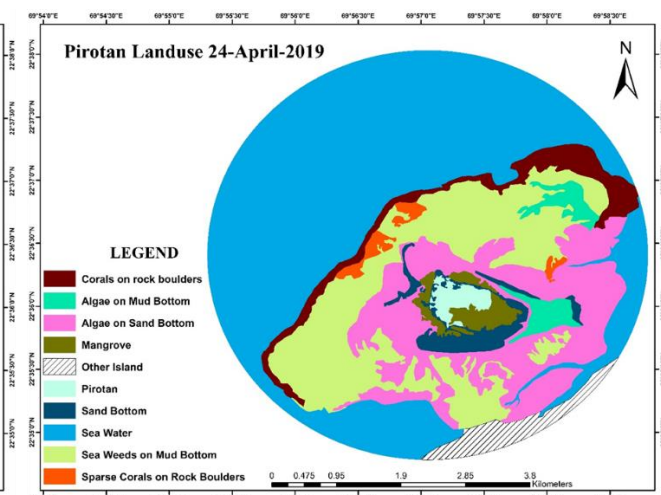 69°54'0"E 69°54'30"E 69°55'0"E 69°55'30"E 69°56'0"E 69°56'30"E 69°57'0"E 69°57'30"E 69°58'0"E 69°58'30"E
Pirotan Landuse 24-April-2019
N
LEGEND
Corals on rock boulders
Algae on Mud Bottom
Algae on Sand Bottom
Mangrove
Other Island
Pirotan
Sand Bottom
Sea Water
Sea Weeds on Mud Bottom
Sparse Corals on Rock Boulders
0 0.475 0.95 1.9 2.85 3.8
Kilometers